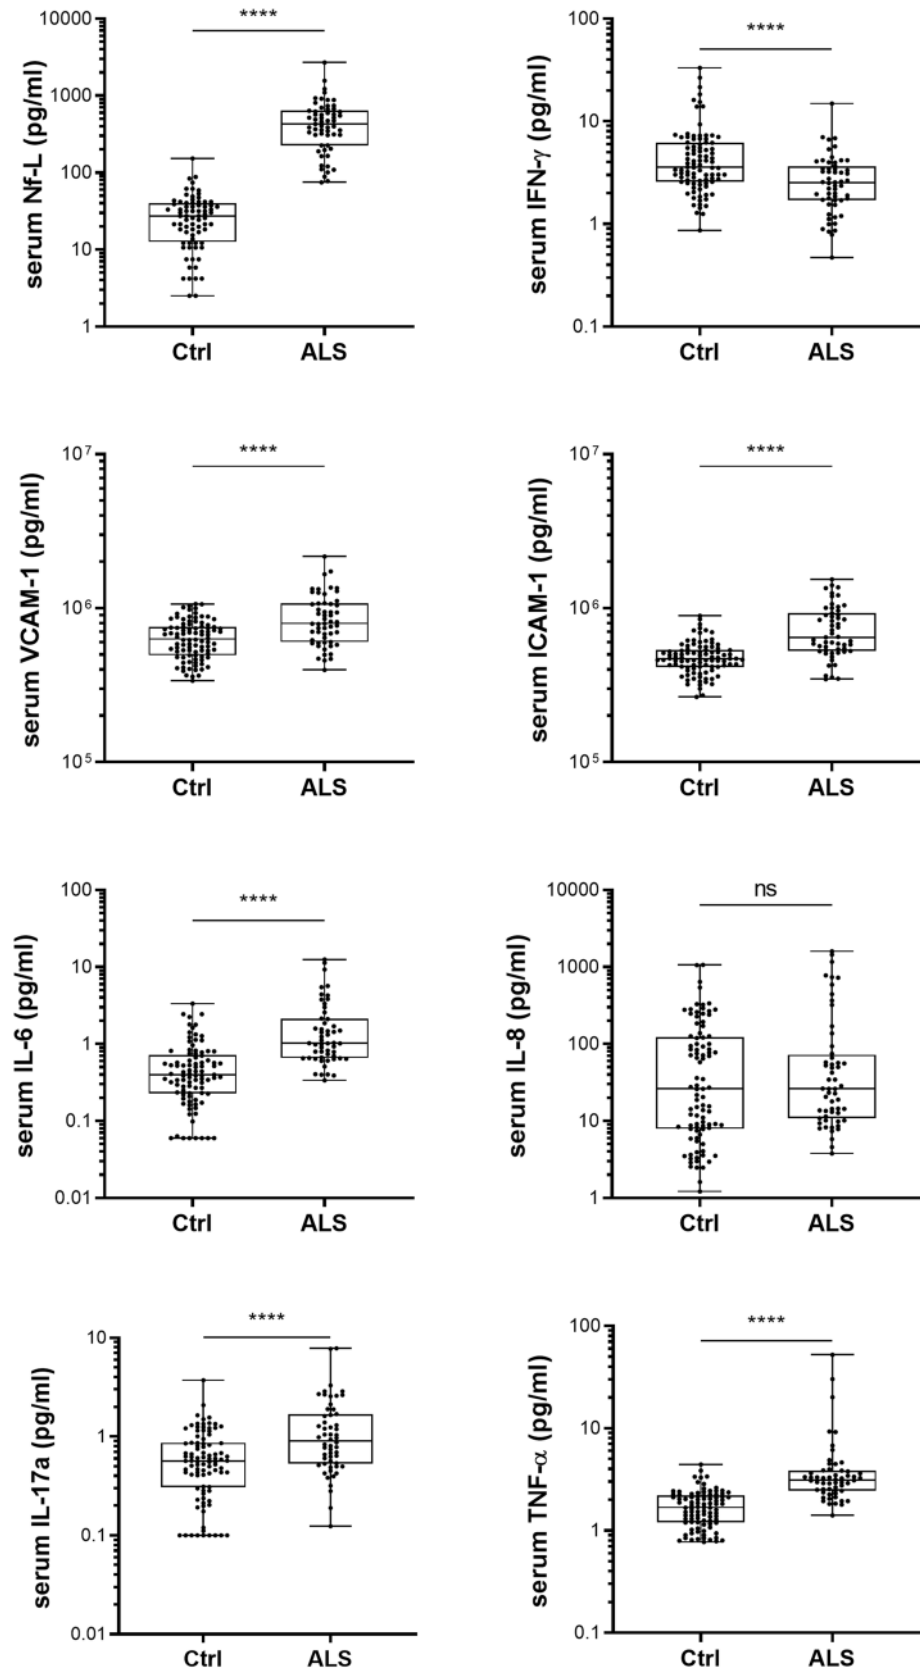 ****
serum Nf-L (pg/ml)
10000
1000
100
10
1
Ctrl ALS
****
serum IFN-γ (pg/ml)
100
10
1
0.1
Ctrl ALS
****
serum VCAM-1 (pg/ml)
10⁷
10⁶
10⁵
Ctrl ALS
****
serum ICAM-1 (pg/ml)
10⁷
10⁶
10⁵
Ctrl ALS
****
serum IL-6 (pg/ml)
100
10
1
0.1
0.01
Ctrl ALS
ns
serum IL-8 (pg/ml)
10000
1000
100
10
1
Ctrl ALS
****
serum IL-17a (pg/ml)
10
1
0.1
0.01
Ctrl ALS
****
serum TNF-α (pg/ml)
100
10
1
0.1
Ctrl ALS